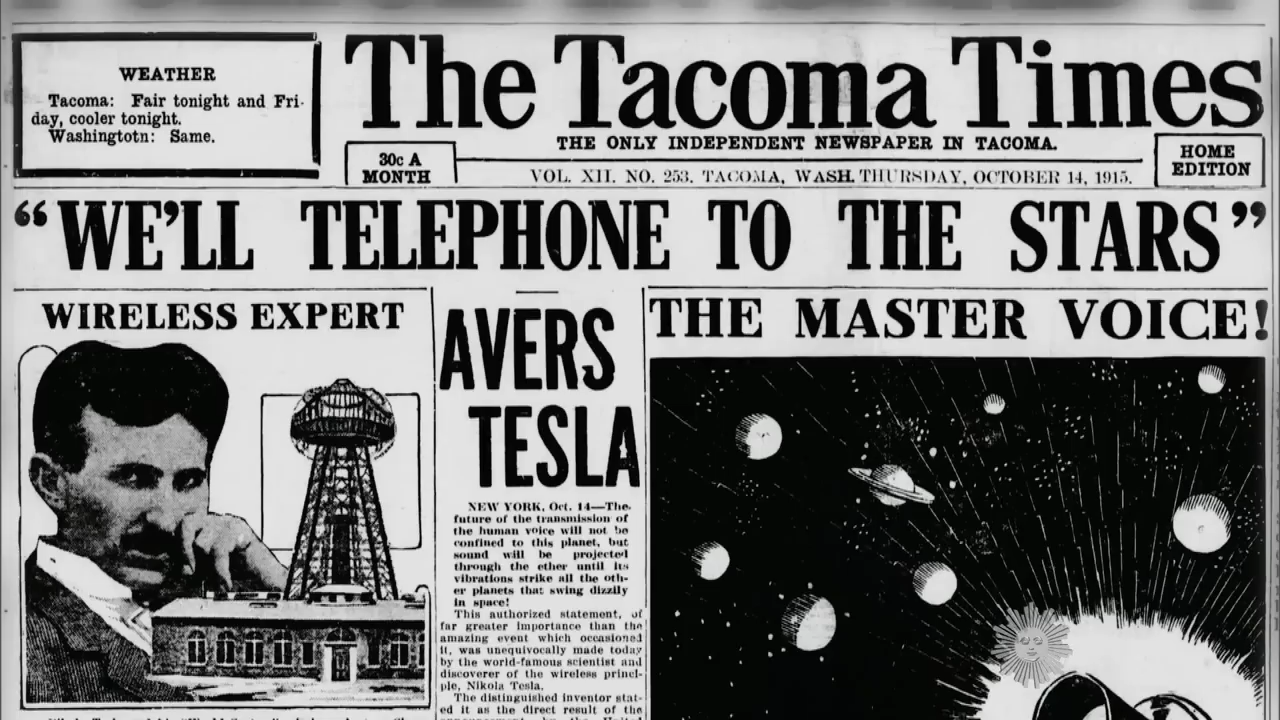 WEATHER
Tacoma: Fair tonight and Fri-
day, cooler tonight.
Washingtotn: Same.
The Tacoma Times
THE ONLY INDEPENDENT NEWSPAPER IN TACOMA.
30c A
MONTH
VOL. XII. NO. 253. TACOMA, WASH. THURSDAY, OCTOBER 14, 1915.
HOME
EDITION
“WE'LL TELEPHONE TO THE STARS”
WIRELESS EXPERT
AVERS
TESLA
NEW YORK, Oct. 14—The
future of the transmission of
the human voice will not be
confined to this planet, but
sound will be projected
through the ether until its
vibrations strike all the oth-
er planets that swing dizzily
in space!
This authorized statement, of
far greater importance than the
amazing event which occasioned
it, was unequivocally made today
by the world-famous scientist and
discoverer of the wireless princi-
ple, Nikola Tesla.
The distinguished inventor stat-
ed it as the direct result of the
THE MASTER VOICE!